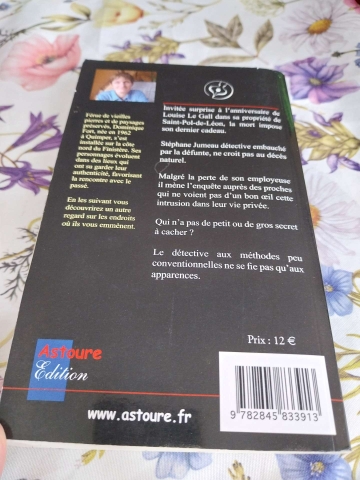 Férue de vieilles
pierres et de paysages
préservés, Dominique
Fort, née en 1962
à Quimper, s'est
installée sur la côte
nord du Finistère. Ses
personnages évoluent
dans des lieux qui
ont su garder leur
authenticité, favorisant
la rencontre avec le
passé.
En les suivant vous
découvrirez un autre
regard sur les endroits
où ils vous emmènent.
Invitée surprise à l'anniversaire de
Louise Le Gall dans sa propriété de
Saint-Pol-de-Léon, la mort impose
son dernier cadeau.
Stéphane Jumeau détective embauché
par la défunte, ne croit pas au décès
naturel.
Malgré la perte de son employeuse
il mène l'enquête auprès des proches
qui ne voient pas d'un bon œil cette
intrusion dans leur vie privée.
Qui n'a pas de petit ou de gros secret
à cacher ?
Le détective aux méthodes peu
conventionnelles ne se fie pas qu'aux
apparences.
Prix : 12 €
Astoure
Edition
www.astoure.fr
9 782845 833913